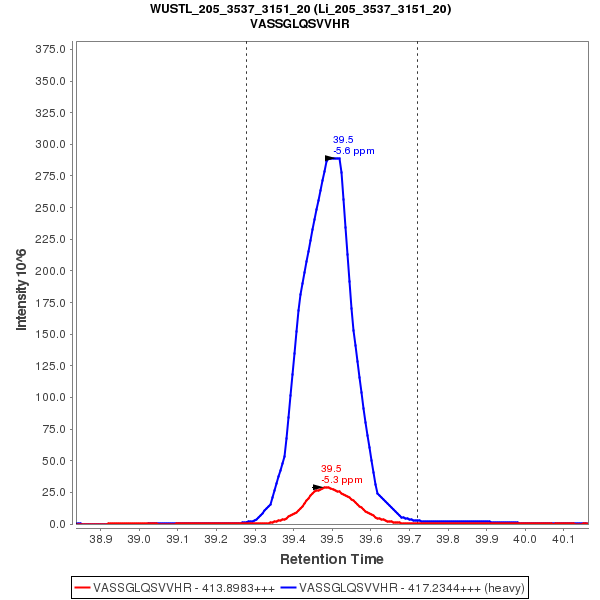 WUSTL_205_3537_3151_20 (Li_205_3537_3151_20)
VASSGLQSVVHR
375.0
350.0
325.0
300.0
275.0
250.0
225.0
200.0
175.0
150.0
125.0
100.0
75.0
50.0
25.0
0.0
Intensity 10^6
39.5
-5.6 ppm
39.5
-5.3 ppm
38.9 39.0 39.1 39.2 39.3 39.4 39.5 39.6 39.7 39.8 39.9 40.0 40.1
Retention Time
VASSGLQSVVHR - 413.8983+++ VASSGLQSVVHR - 417.2344+++ (heavy)